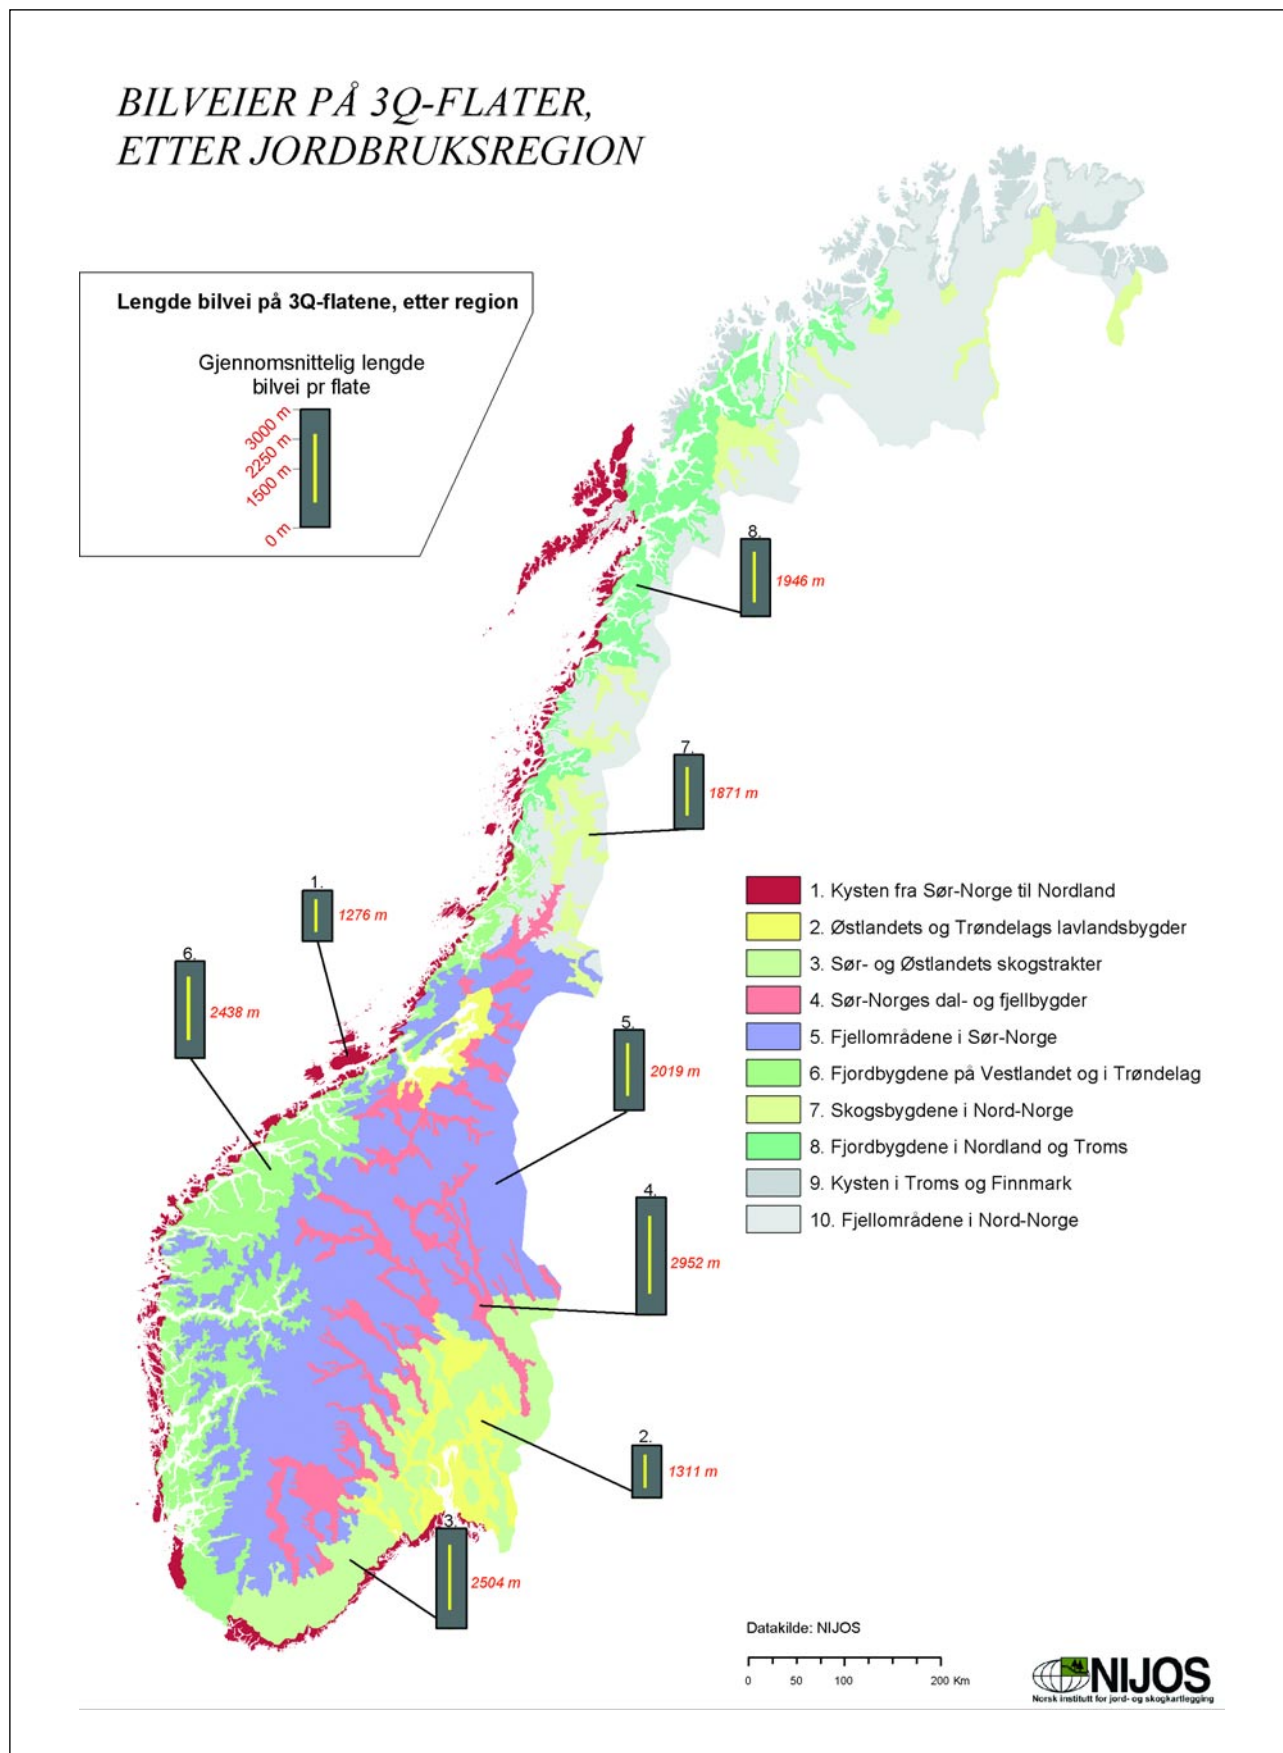 BILVEIER PÅ 3Q-FLATER,
ETTER JORDBRUKSREGION
Lengde bilvei på 3Q-flatene, etter region
Gjennomsnittelig lengde
bilvei pr flate
3000 m
2250 m
1500 m
0 m
8.
1946 m
7.
1871 m
1.
1276 m
6.
2438 m
5.
2019 m
4.
2952 m
2.
1311 m
3.
2504 m
1. Kysten fra Sør-Norge til Nordland
2. Østlandets og Trøndelags lavlandsbygder
3. Sør- og Østlandets skogstrakter
4. Sør-Norges dal- og fjellbygder
5. Fjellområdene i Sør-Norge
6. Fjordbygdene på Vestlandet og i Trøndelag
7. Skogsbygdene i Nord-Norge
8. Fjordbygdene i Nordland og Troms
9. Kysten i Troms og Finnmark
10. Fjellområdene i Nord-Norge
Datakilde: NIJOS
0 50 100 200 Km
NIJOS
Norsk institutt for jord- og skogkartlegging